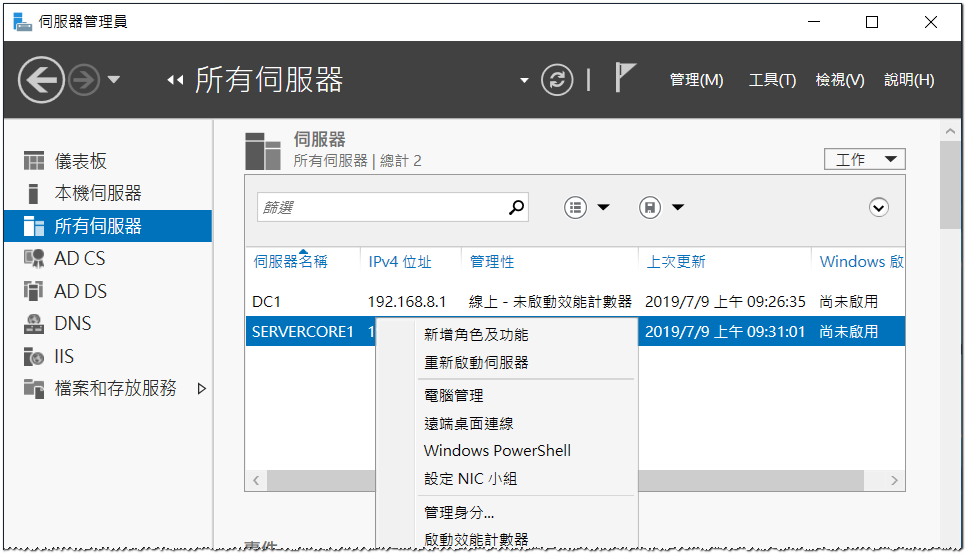 伺服器管理員
所有伺服器
管理(M) 工具(T) 檢視(V) 說明(H)
儀表板
本機伺服器
所有伺服器
AD CS
AD DS
DNS
IIS
檔案和存放服務
伺服器
所有伺服器 | 總計 2
工作
篩選
伺服器名稱 IPv4 位址 管理性 上次更新 Windows 啟
DC1 192.168.8.1 線上 - 未啟動效能計數器 2019/7/9 上午 09:26:35 尚未啟用
SERVERCORE1 1 2019/7/9 上午 09:31:01 尚未啟用
新增角色及功能
重新啟動伺服器
電腦管理
遠端桌面連線
Windows PowerShell
設定 NIC 小組
管理身分...
啟動效能計數器
事件